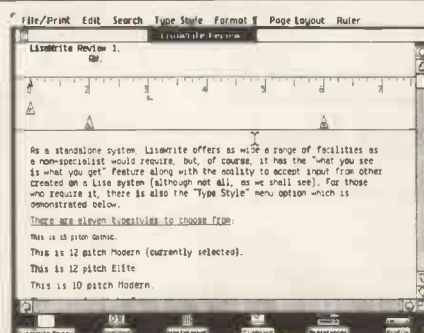 File/Print Edit Search Type Style Format ¶ Page Layout Ruler
LisaWrite Review
LisaWrite Review 1.
RM.
As a standalone system, LisaWrite offers as wide a range of facilities as
a non-specialist would require, but, of course, it has the "what you see
is what you get" feature along with the ability to accept input from other
created on a Lisa system (although not all, as we shall see). For those
who require it, there is also the "Type Style" menu option which is
demonstrated below.
There are eleven typestyles to choose from:
This is 15 pitch Gothic.
This is 12 pitch Modern (currently selected).
This is 12 pitch Elite
This is 10 pitch Modern.